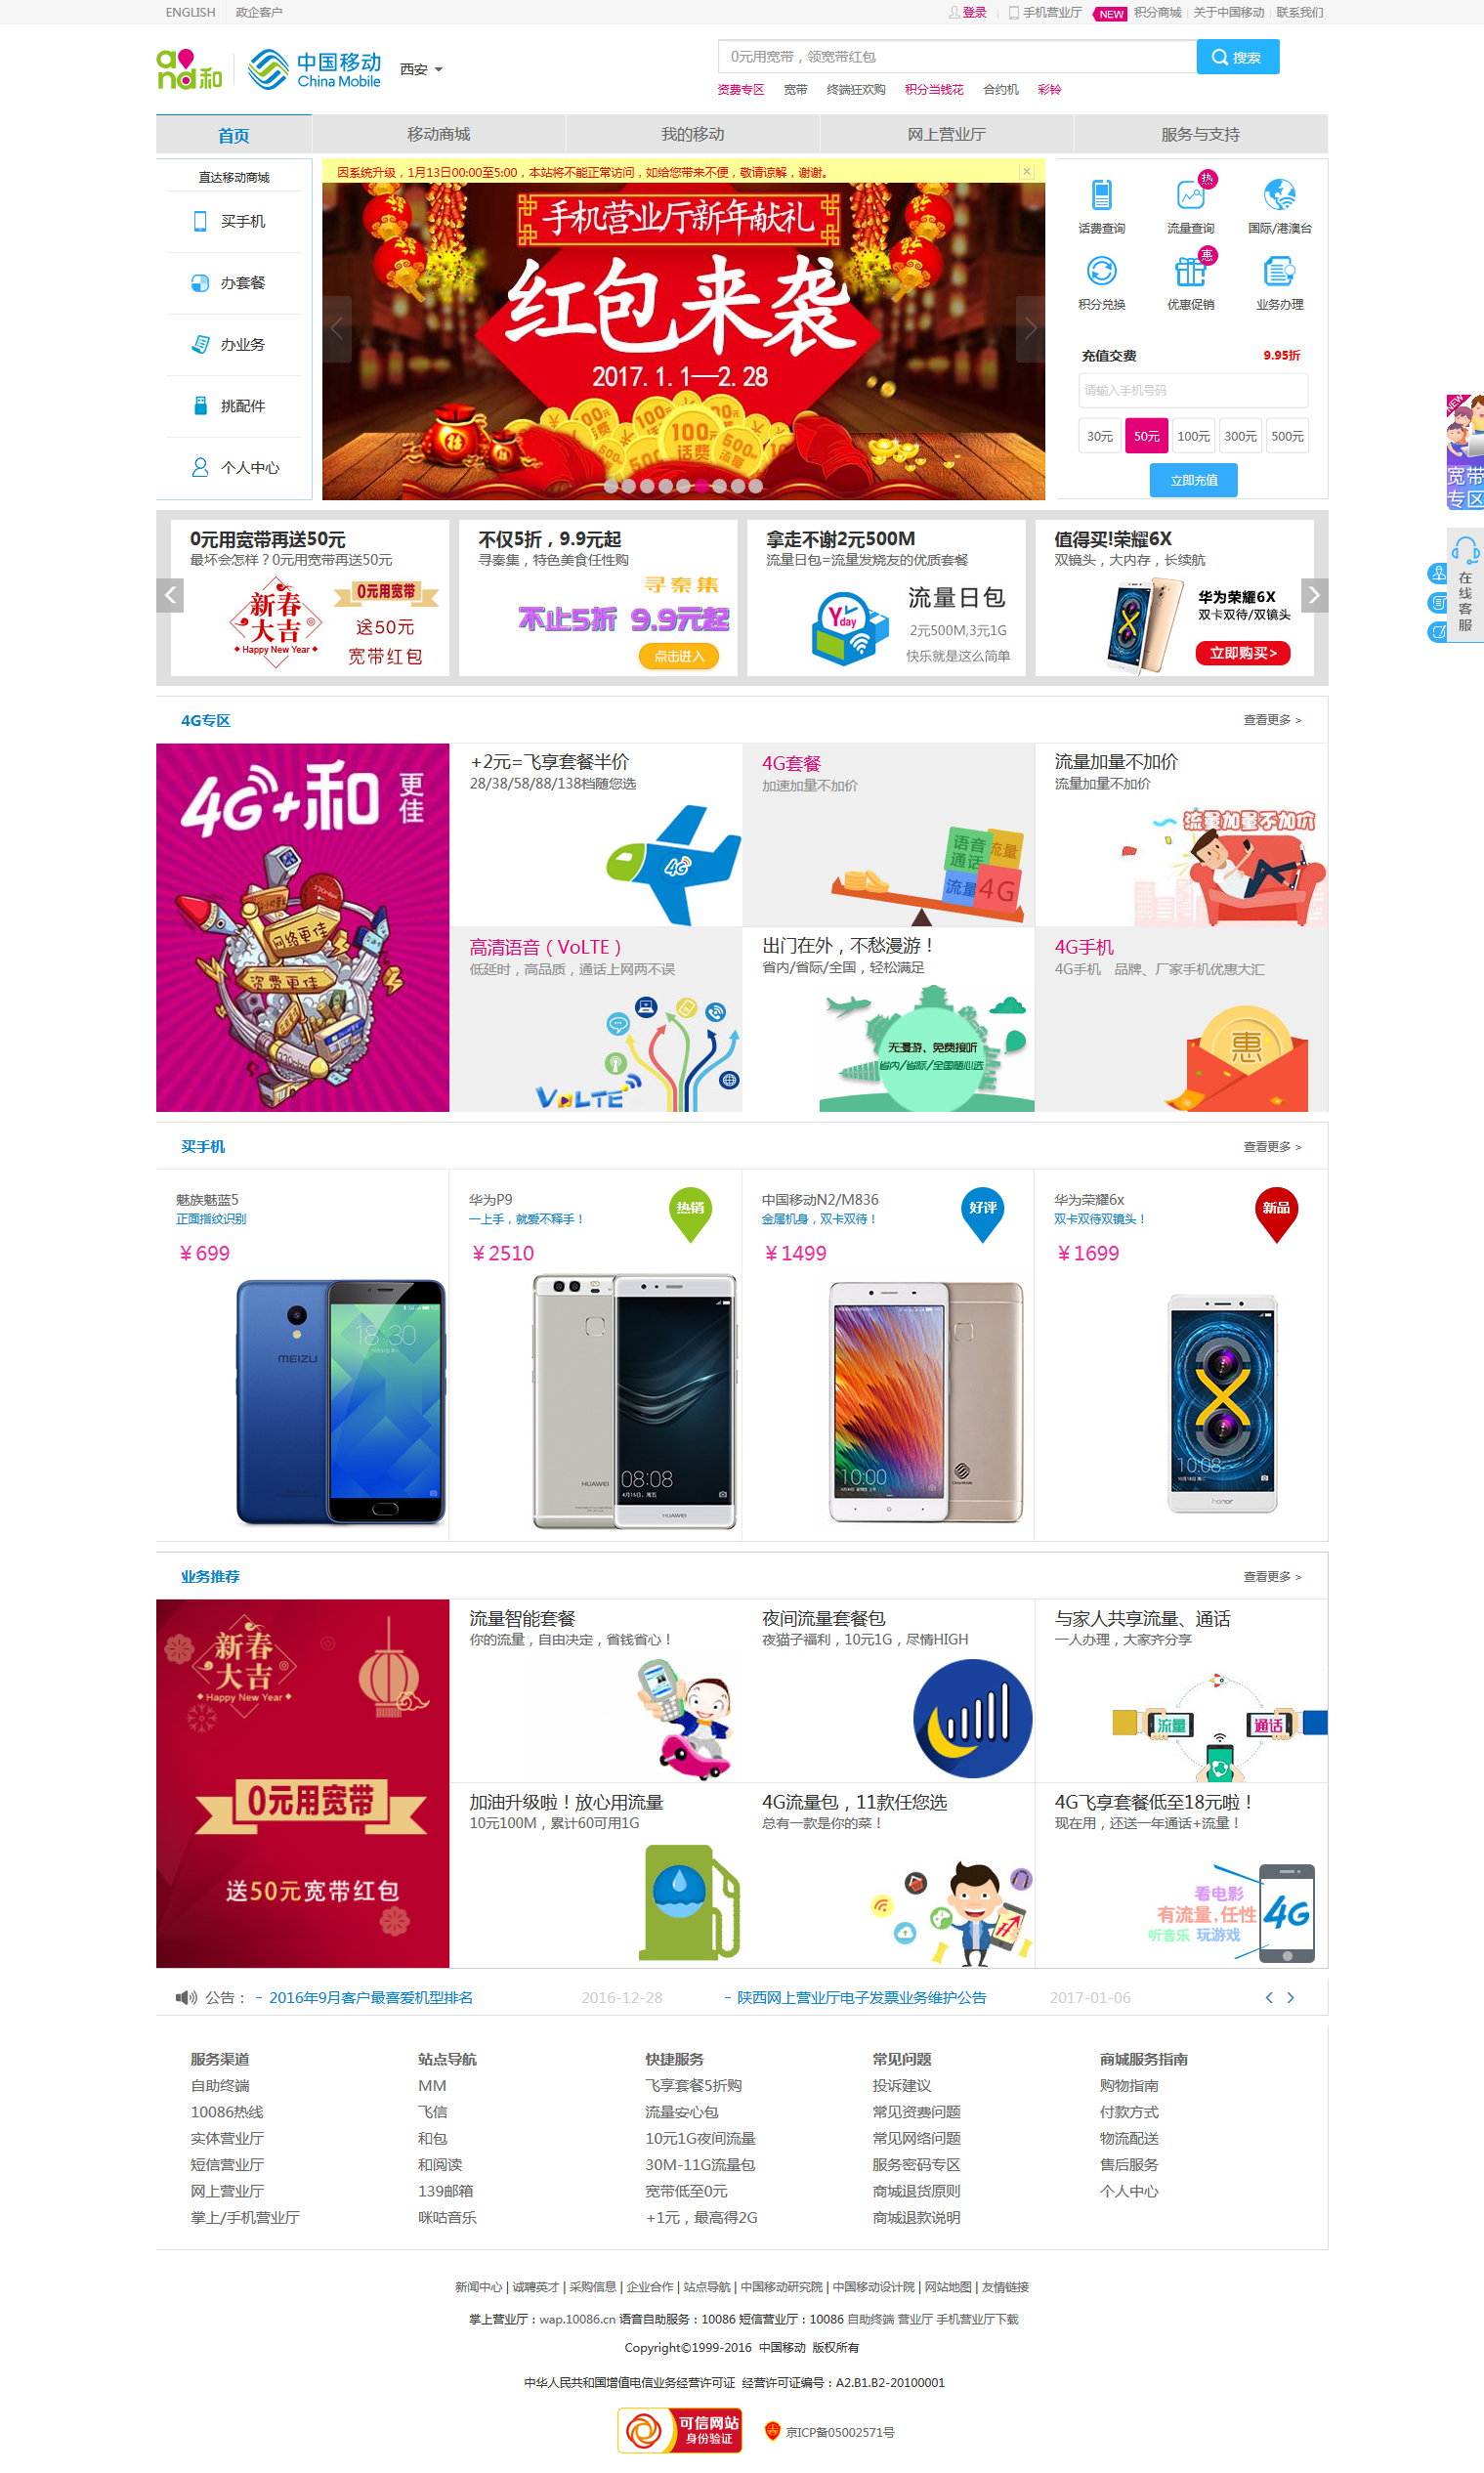 ENGLISH 政企客户 登录 手机营业厅 NEW 积分商城 关于中国移动 联系我们
and和 中国移动 China Mobile 西安
0元用宽带，领宽带红包 搜索
资费专区 宽带 终端狂欢购 积分当钱花 合约机 彩铃
首页 移动商城 我的移动 网上营业厅 服务与支持
直达移动商城
买手机
办套餐
办业务
挑配件
个人中心
因系统升级，1月13日00:00至5:00，本站将不能正常访问，如给您带来不便，敬请谅解，谢谢。
手机营业厅新年献礼
红包来袭
2017.1.1—2.28
100元 话费
热
话费查询 流量查询 国际/港澳台
惠
积分兑换 优惠促销 业务办理
充值交费 9.95折
请输入手机号码
30元 50元 100元 300元 500元
立即充值
NEW
宽带
专区
在线客服
0元用宽带再送50元
最坏会怎样？0元用宽带再送50元
新春大吉
Happy New Year
0元用宽带
送50元
宽带红包
不仅5折，9.9元起
寻秦集，特色美食任性购
寻秦集
不止5折 9.9元起
点击进入
拿走不谢2元500M
流量日包=流量发烧友的优质套餐
Y day
流量日包
2元500M,3元1G
快乐就是这么简单
值得买!荣耀6X
双镜头，大内存，长续航
华为荣耀6X
双卡双待/双镜头
立即购买>
4G专区 查看更多 >
4G+和 更佳
网络更佳
资费更佳
+2元=飞享套餐半价
28/38/58/88/138档随您选
4G
4G套餐
加速加量不加价
语音通话 流量
流量 4G
流量加量不加价
流量加量不加价
流量加量不加价
高清语音（VoLTE）
低延时，高品质，通话上网两不误
VoLTE
出门在外，不愁漫游！
省内/省际/全国，轻松满足
无漫游、免费接听
省内/省际/全国随心选
4G手机
4G手机 品牌、厂家手机优惠大汇
惠
买手机 查看更多 >
魅族魅蓝5
正面指纹识别
￥699
18:30
MEIZU
华为P9
一上手，就爱不释手！
￥2510
热销
HUAWEI
08:08
4月15日，周五
HUAWEI
中国移动N2/M836
金属机身，双卡双待！
￥1499
好评
10:00
华为荣耀6x
双卡双待双镜头！
￥1699
新品
10:08
honor
业务推荐 查看更多 >
新春大吉
Happy New Year
0元用宽带
送50元宽带红包
流量智能套餐
你的流量，自由决定，省钱省心！
夜间流量套餐包
夜猫子福利，10元1G，尽情HIGH
与家人共享流量、通话
一人办理，大家齐分享
流量 通话
加油升级啦！放心用流量
10元100M，累计60可用1G
4G流量包，11款任您选
总有一款是你的菜！
4G飞享套餐低至18元啦！
现在用，还送一年通话+流量！
看电影
有流量,任性
听音乐 玩游戏
4G
公告： - 2016年9月客户最喜爱机型排名 2016-12-28 - 陕西网上营业厅电子发票业务维护公告 2017-01-06
服务渠道 站点导航 快捷服务 常见问题 商城服务指南
自助终端 MM 飞享套餐5折购 投诉建议 购物指南
10086热线 飞信 流量安心包 常见资费问题 付款方式
实体营业厅 和包 10元1G夜间流量 常见网络问题 物流配送
短信营业厅 和阅读 30M-11G流量包 服务密码专区 售后服务
网上营业厅 139邮箱 宽带低至0元 商城退货原则 个人中心
掌上/手机营业厅 咪咕音乐 +1元，最高得2G 商城退款说明
新闻中心 | 诚聘英才 | 采购信息 | 企业合作 | 站点导航 | 中国移动研究院 | 中国移动设计院 | 网站地图 | 友情链接
掌上营业厅：wap.10086.cn 语音自助服务：10086 短信营业厅：10086 自助终端 营业厅 手机营业厅下载
Copyright©1999-2016 中国移动 版权所有
中华人民共和国增值电信业务经营许可证 经营许可证编号：A2.B1.B2-20100001
可信网站
身份验证
京ICP备05002571号